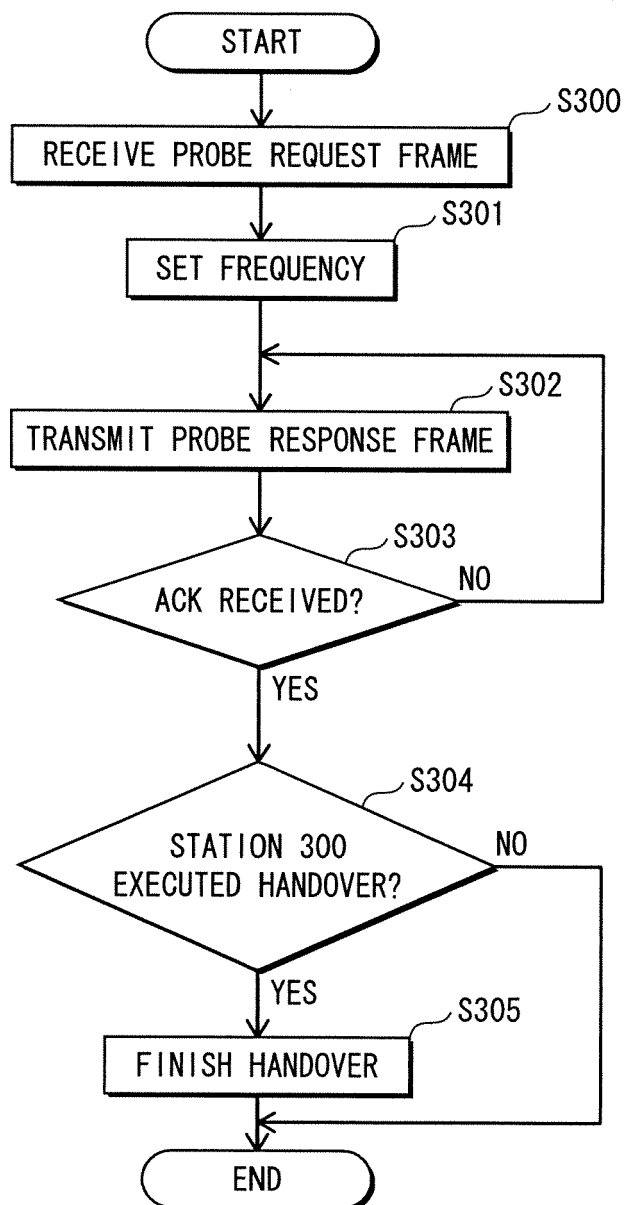 START
S300
RECEIVE PROBE REQUEST FRAME
S301
SET FREQUENCY
S302
TRANSMIT PROBE RESPONSE FRAME
S303
ACK RECEIVED?
NO
YES
S304
STATION 300
EXECUTED HANDOVER?
NO
YES
S305
FINISH HANDOVER
END